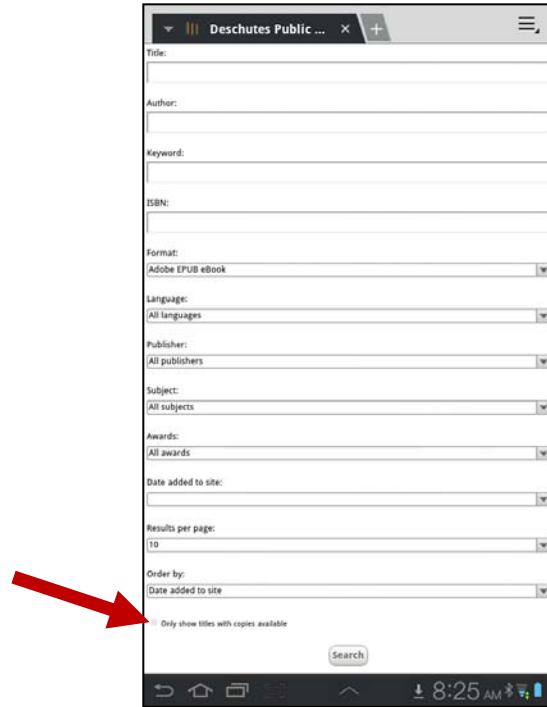 Deschutes Public ... × +
Title:
Author:
Keyword:
ISBN:
Format:
Adobe EPUB eBook
Language:
All languages
Publisher:
All publishers
Subject:
All subjects
Awards:
All awards
Date added to site:
Results per page:
10
Order by:
Date added to site
Only show titles with copies available
Search
8:25 AM